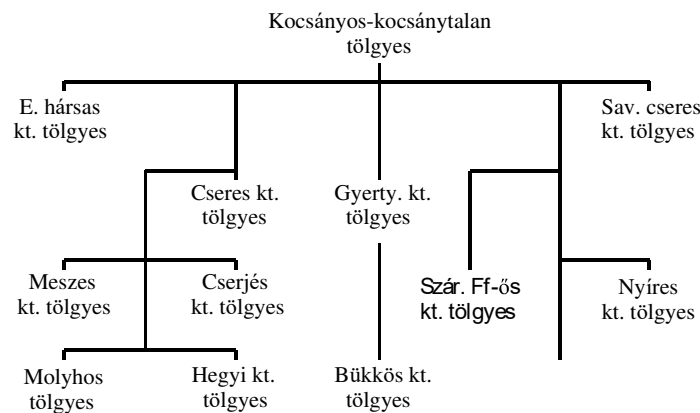 Kocsányos-kocsánytalan
tölgyes
E. hársas
kt. tölgyes
Sav. cseres
kt. tölgyes
Cseres kt.
tölgyes
Gyerty. kt.
tölgyes
Meszes
kt. tölgyes
Cserjés
kt. tölgyes
Szár. Ff-ős
kt. tölgyes
Nyíres
kt. tölgyes
Molyhos
tölgyes
Hegyi kt.
tölgyes
Bükkös kt.
tölgyes